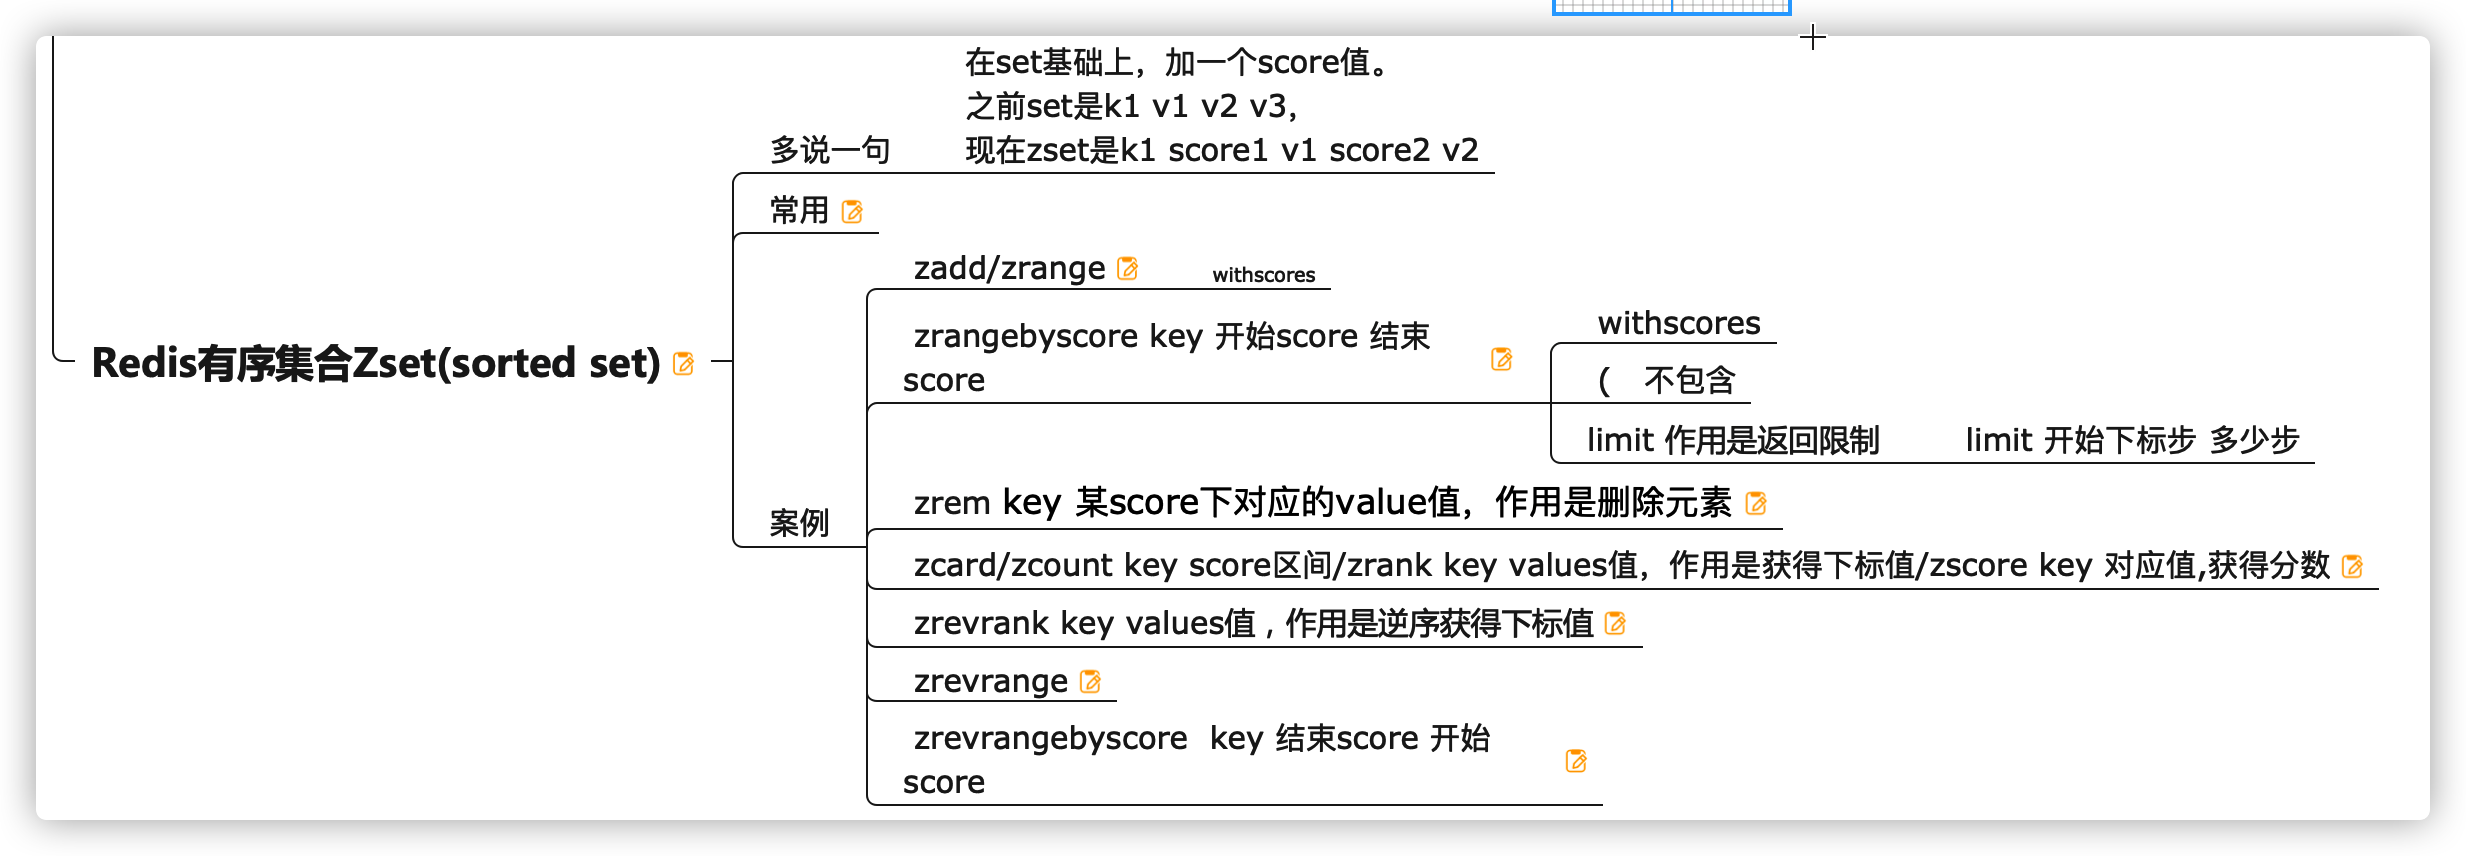 在set基础上，加一个score值。
之前set是k1 v1 v2 v3，
多说一句 现在zset是k1 score1 v1 score2 v2
常用
zadd/zrange withscores
zrangebyscore key 开始score 结束
score
withscores
( 不包含
limit 作用是返回限制 limit 开始下标步 多少步
Redis有序集合Zset(sorted set)
案例
zrem key 某score下对应的value值，作用是删除元素
zcard/zcount key score区间/zrank key values值，作用是获得下标值/zscore key 对应值,获得分数
zrevrank key values值，作用是逆序获得下标值
zrevrange
zrevrangebyscore key 结束score 开始
score